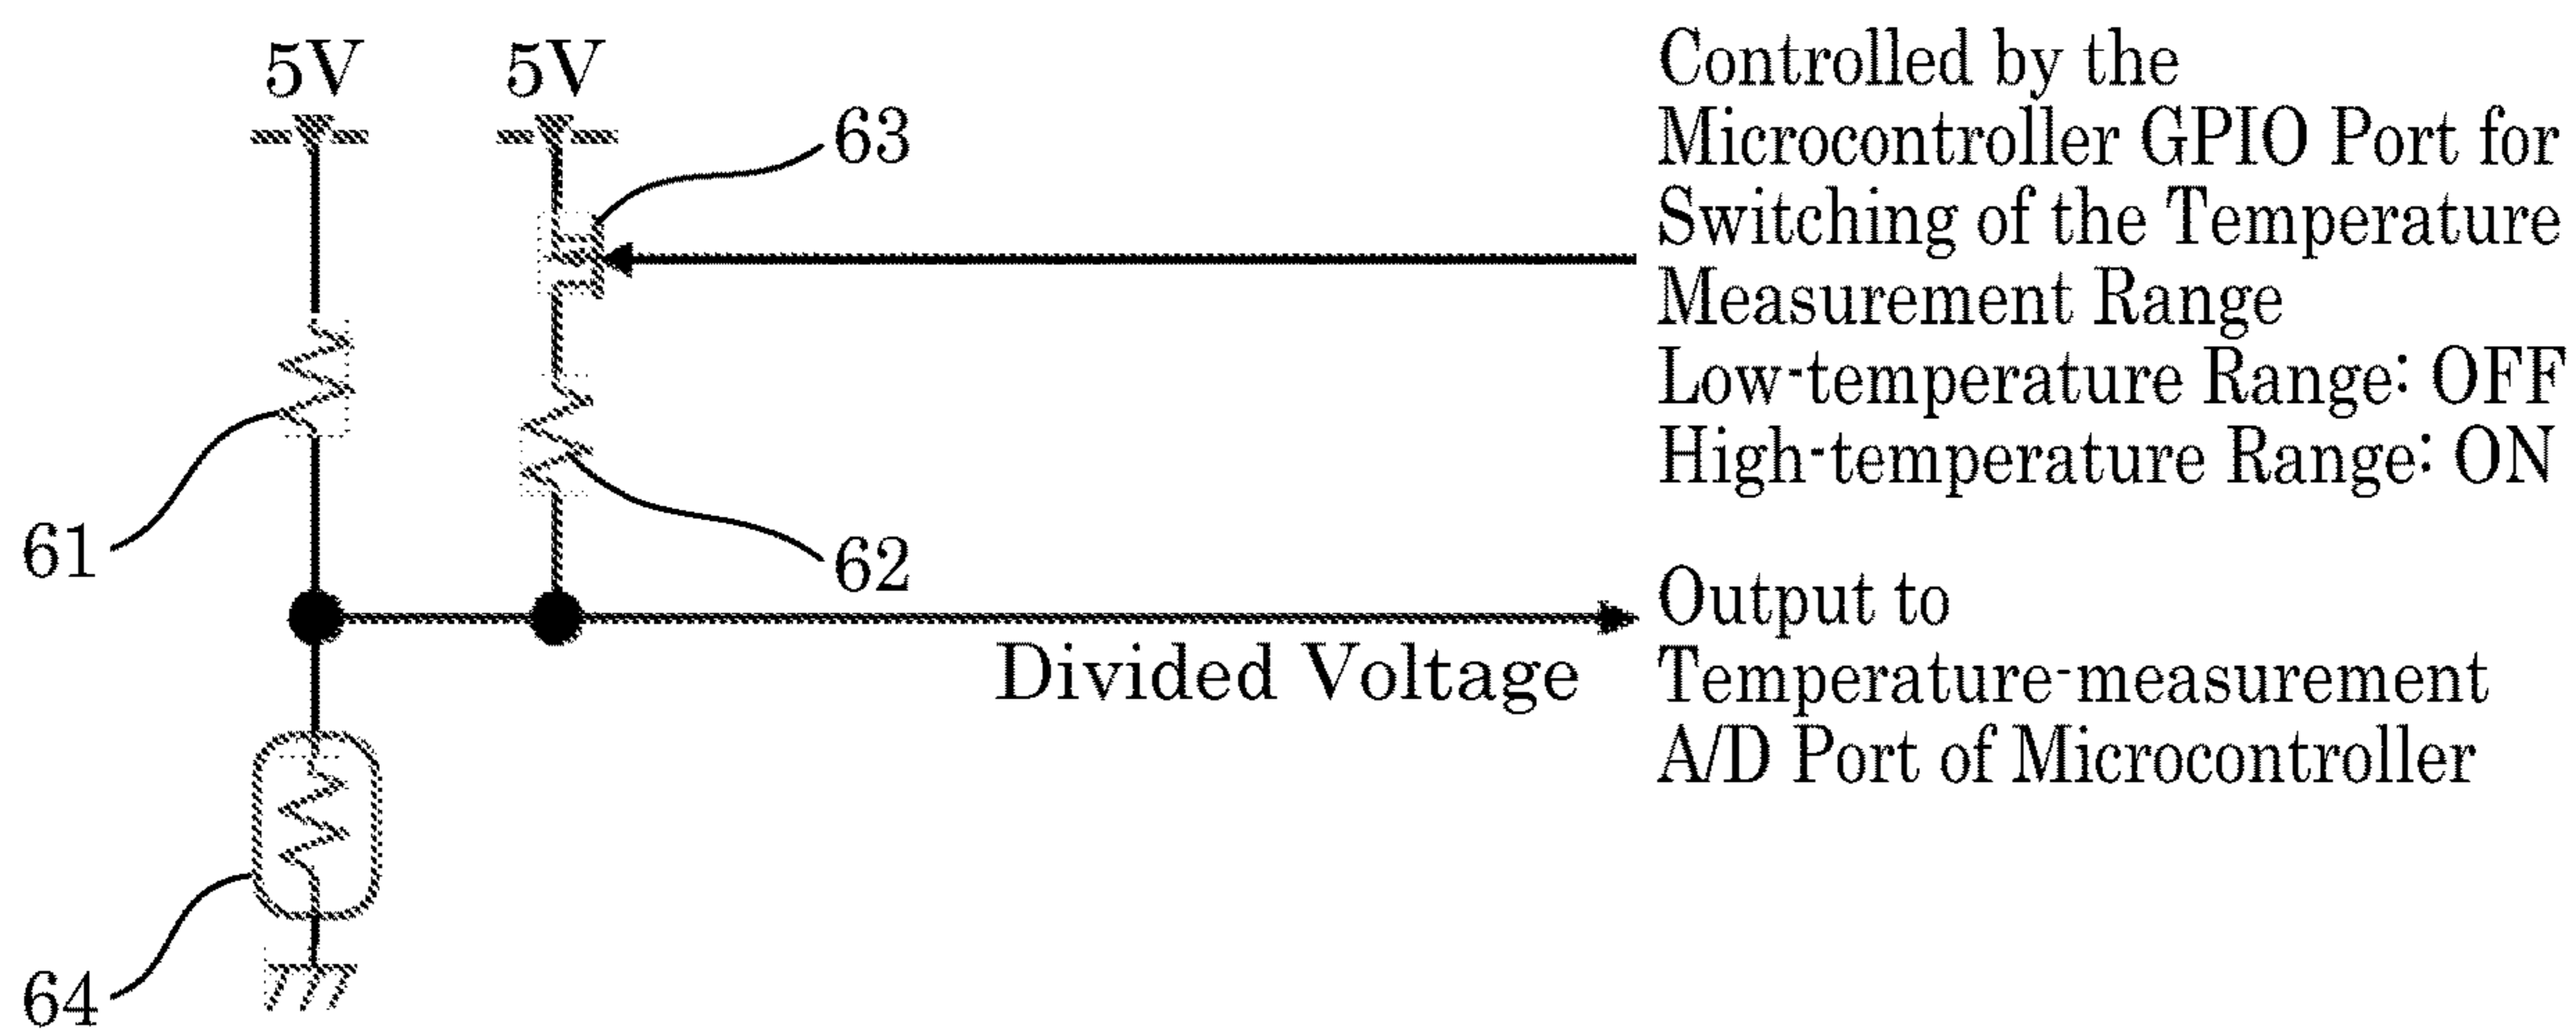 5V
5V
63
Controlled by the
Microcontroller GPIO Port for
Switching of the Temperature
Measurement Range
Low-temperature Range: OFF
High-temperature Range: ON
61
62
Divided Voltage
Output to
Temperature-measurement
A/D Port of Microcontroller
64